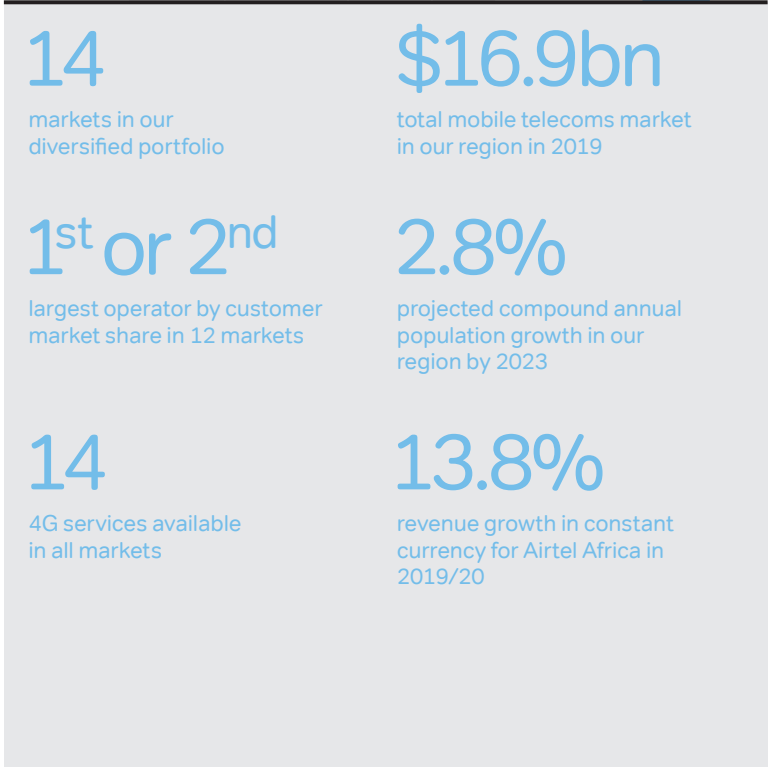 14
markets in our
diversified portfolio
$16.9bn
total mobile telecoms market
in our region in 2019
1st or 2nd
largest operator by customer
market share in 12 markets
2.8%
projected compound annual
population growth in our
region by 2023
14
4G services available
in all markets
13.8%
revenue growth in constant
currency for Airtel Africa in
2019/20